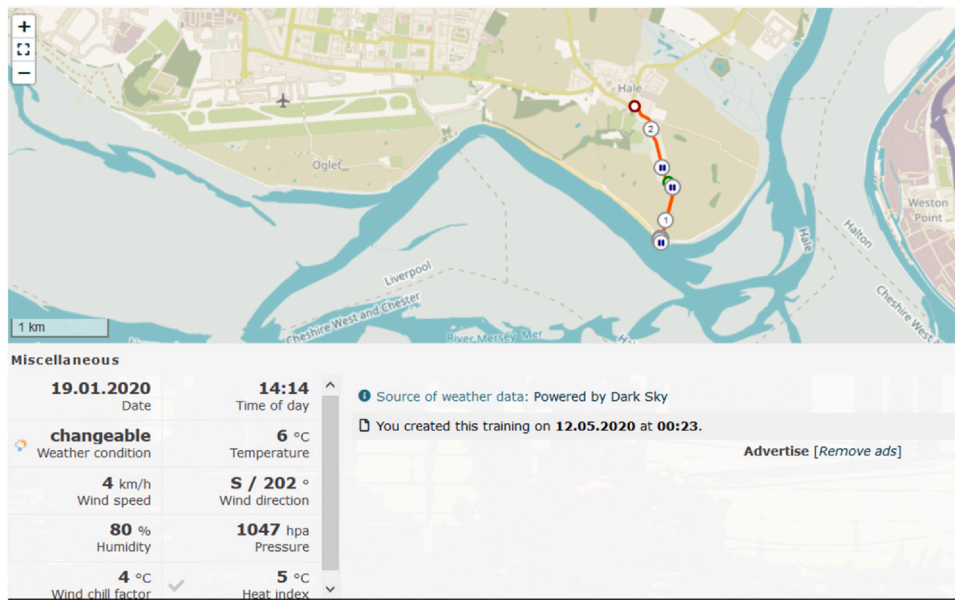 +
−
Hale
2
Oglet
1
Weston
Point
Hale
Halton
Liverpool
Cheshire West and Chester
River Mersey
Mer
1 km
Miscellaneous
19.01.2020
Date
14:14
Time of day
changeable
Weather condition
6 °C
Temperature
4 km/h
Wind speed
S / 202 °
Wind direction
80 %
Humidity
1047 hpa
Pressure
4 °C
Wind chill factor
5 °C
Heat index
Source of weather data: Powered by Dark Sky
You created this training on 12.05.2020 at 00:23.
Advertise [Remove ads]